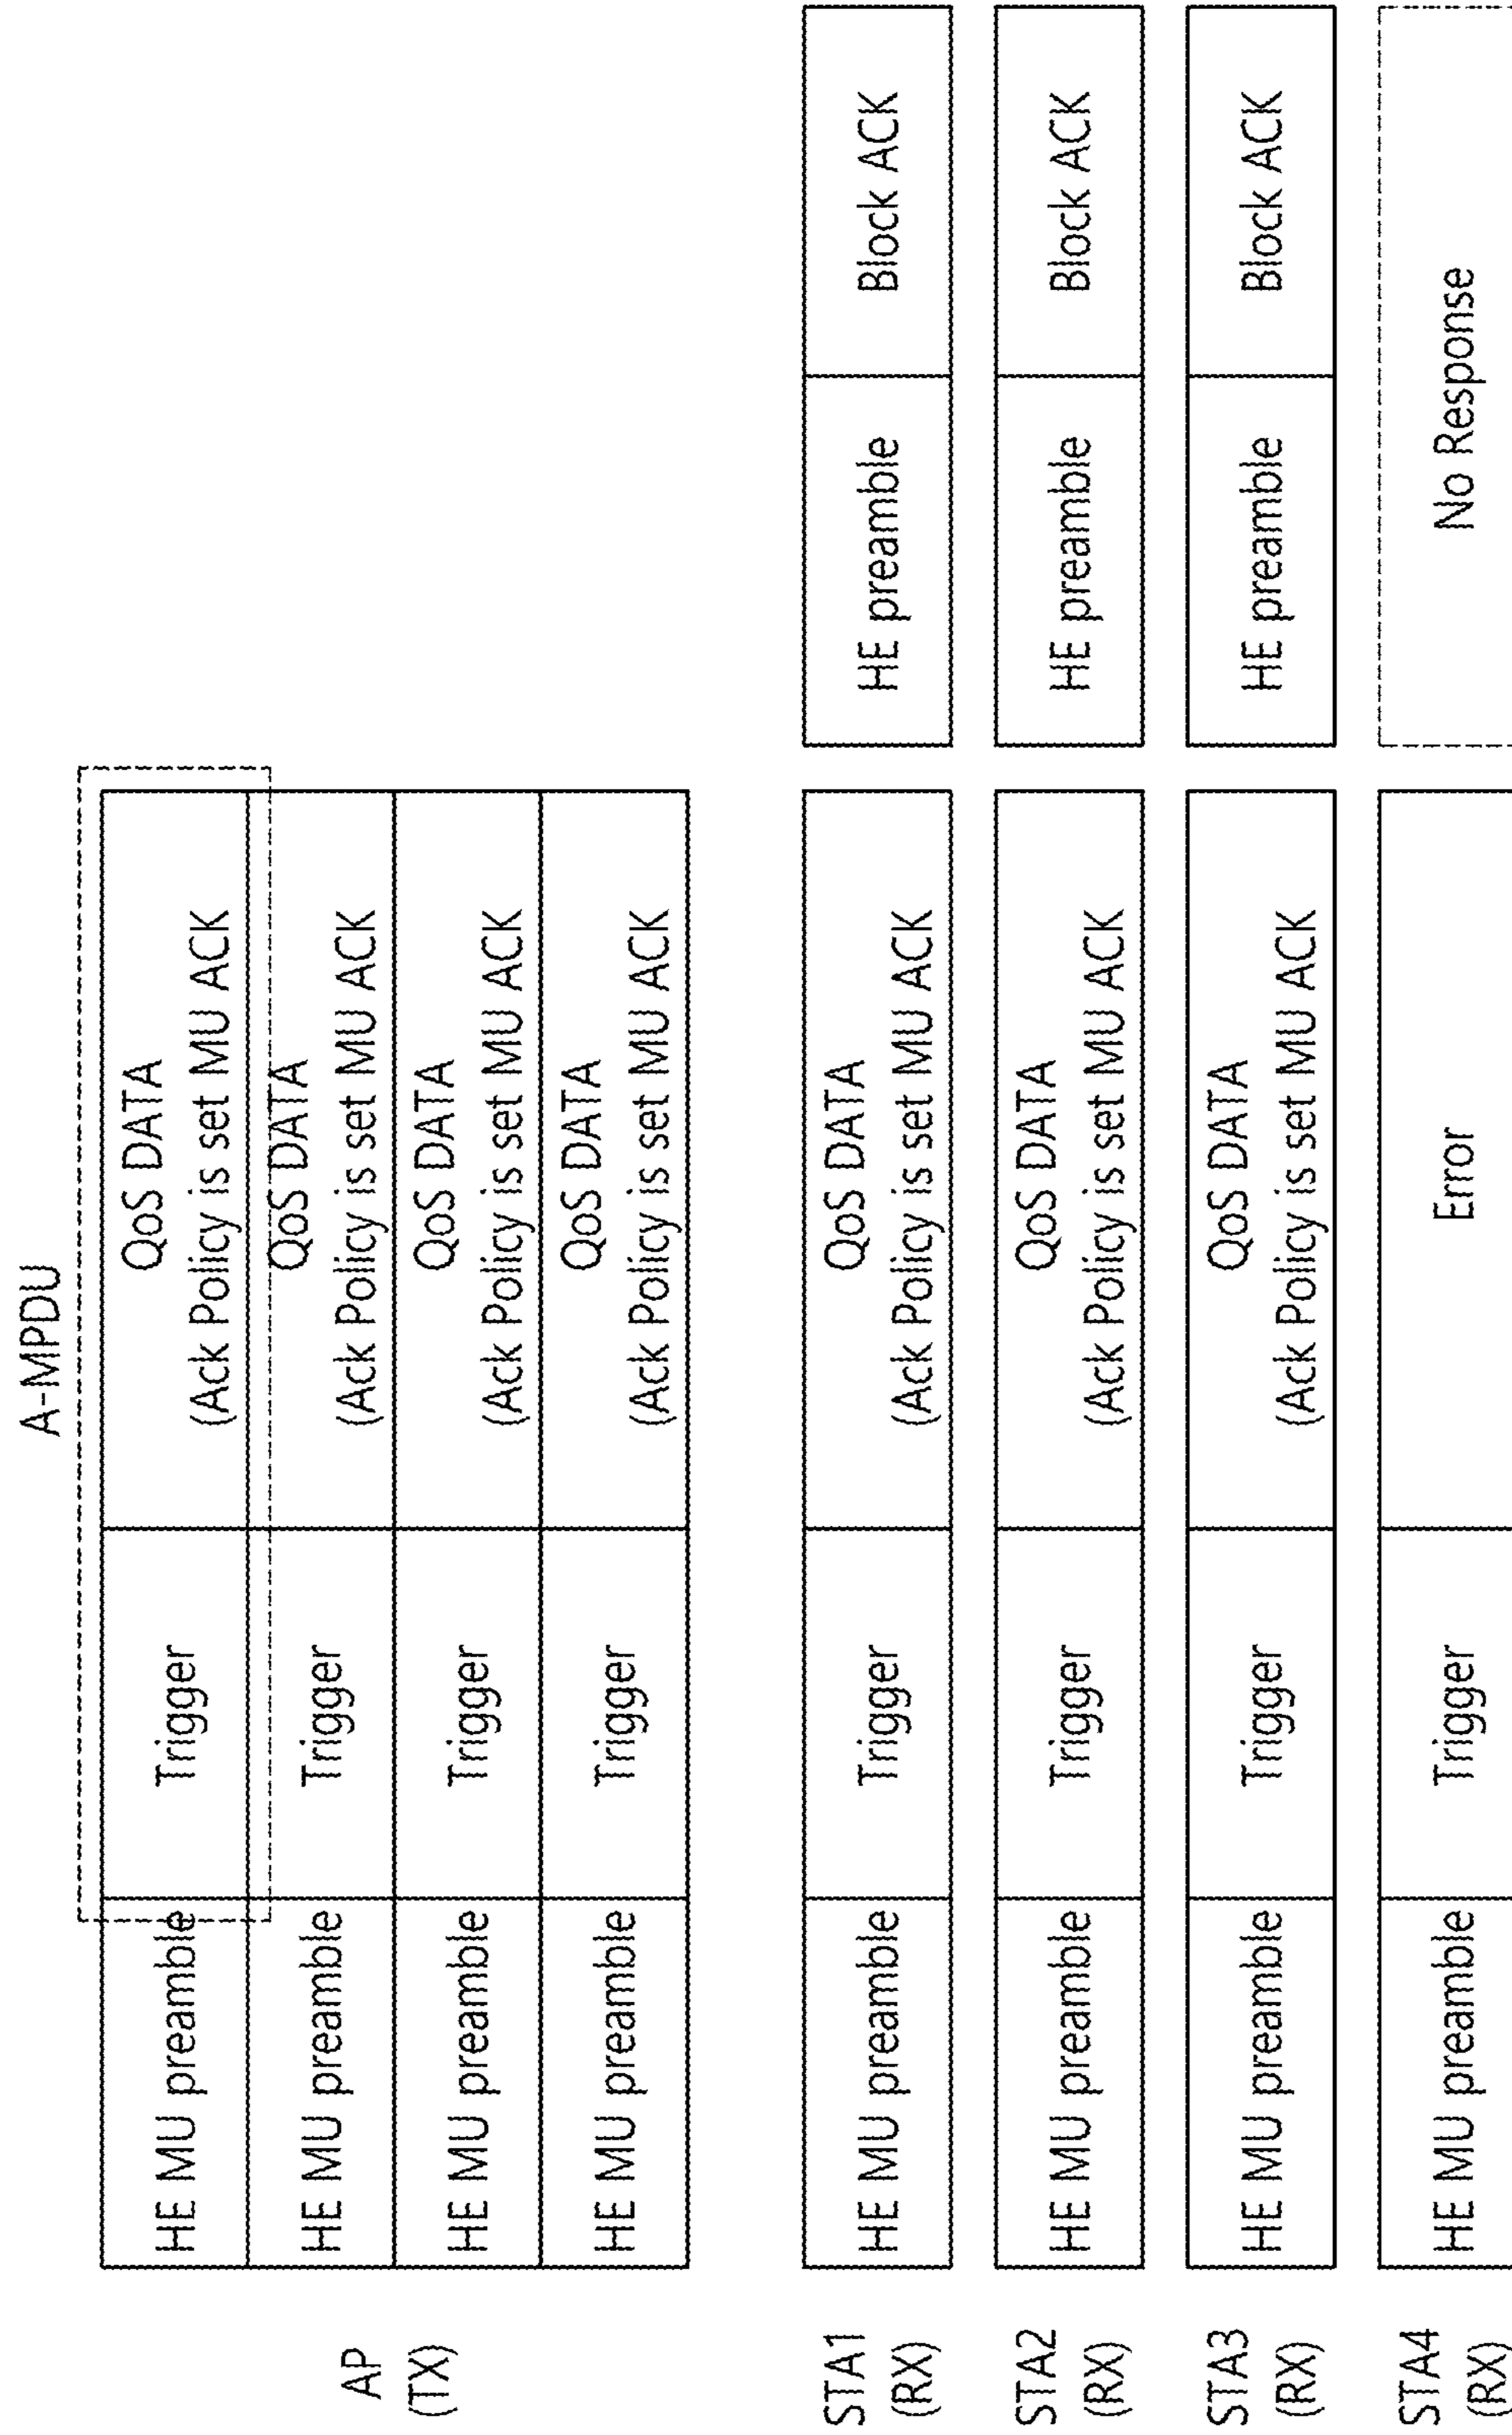 A-MPDU
AP
(TX)
HE MU preamble
Trigger
QoS DATA
(Ack Policy is set MU ACK
HE MU preamble
Trigger
QoS DATA
(Ack Policy is set MU ACK
HE MU preamble
Trigger
QoS DATA
(Ack Policy is set MU ACK
HE MU preamble
Trigger
QoS DATA
(Ack Policy is set MU ACK
STA1
(RX)
HE MU preamble
Trigger
QoS DATA
(Ack Policy is set MU ACK
HE preamble
Block ACK
STA2
(RX)
HE MU preamble
Trigger
QoS DATA
(Ack Policy is set MU ACK
HE preamble
Block ACK
STA3
(RX)
HE MU preamble
Trigger
QoS DATA
(Ack Policy is set MU ACK
HE preamble
Block ACK
STA4
(RX)
HE MU preamble
Trigger
Error
No Response